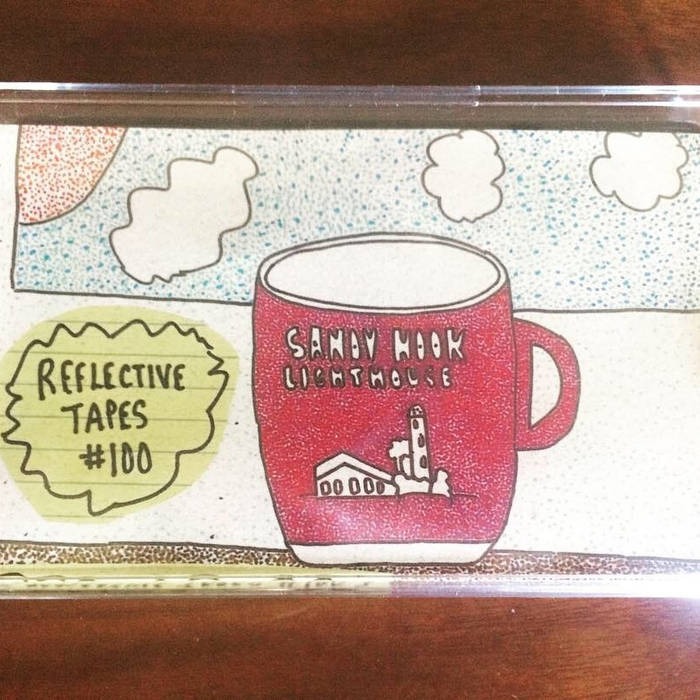 REFLECTIVE
TAPES
#100
SANDY HOOK
LIGHTHOUSE